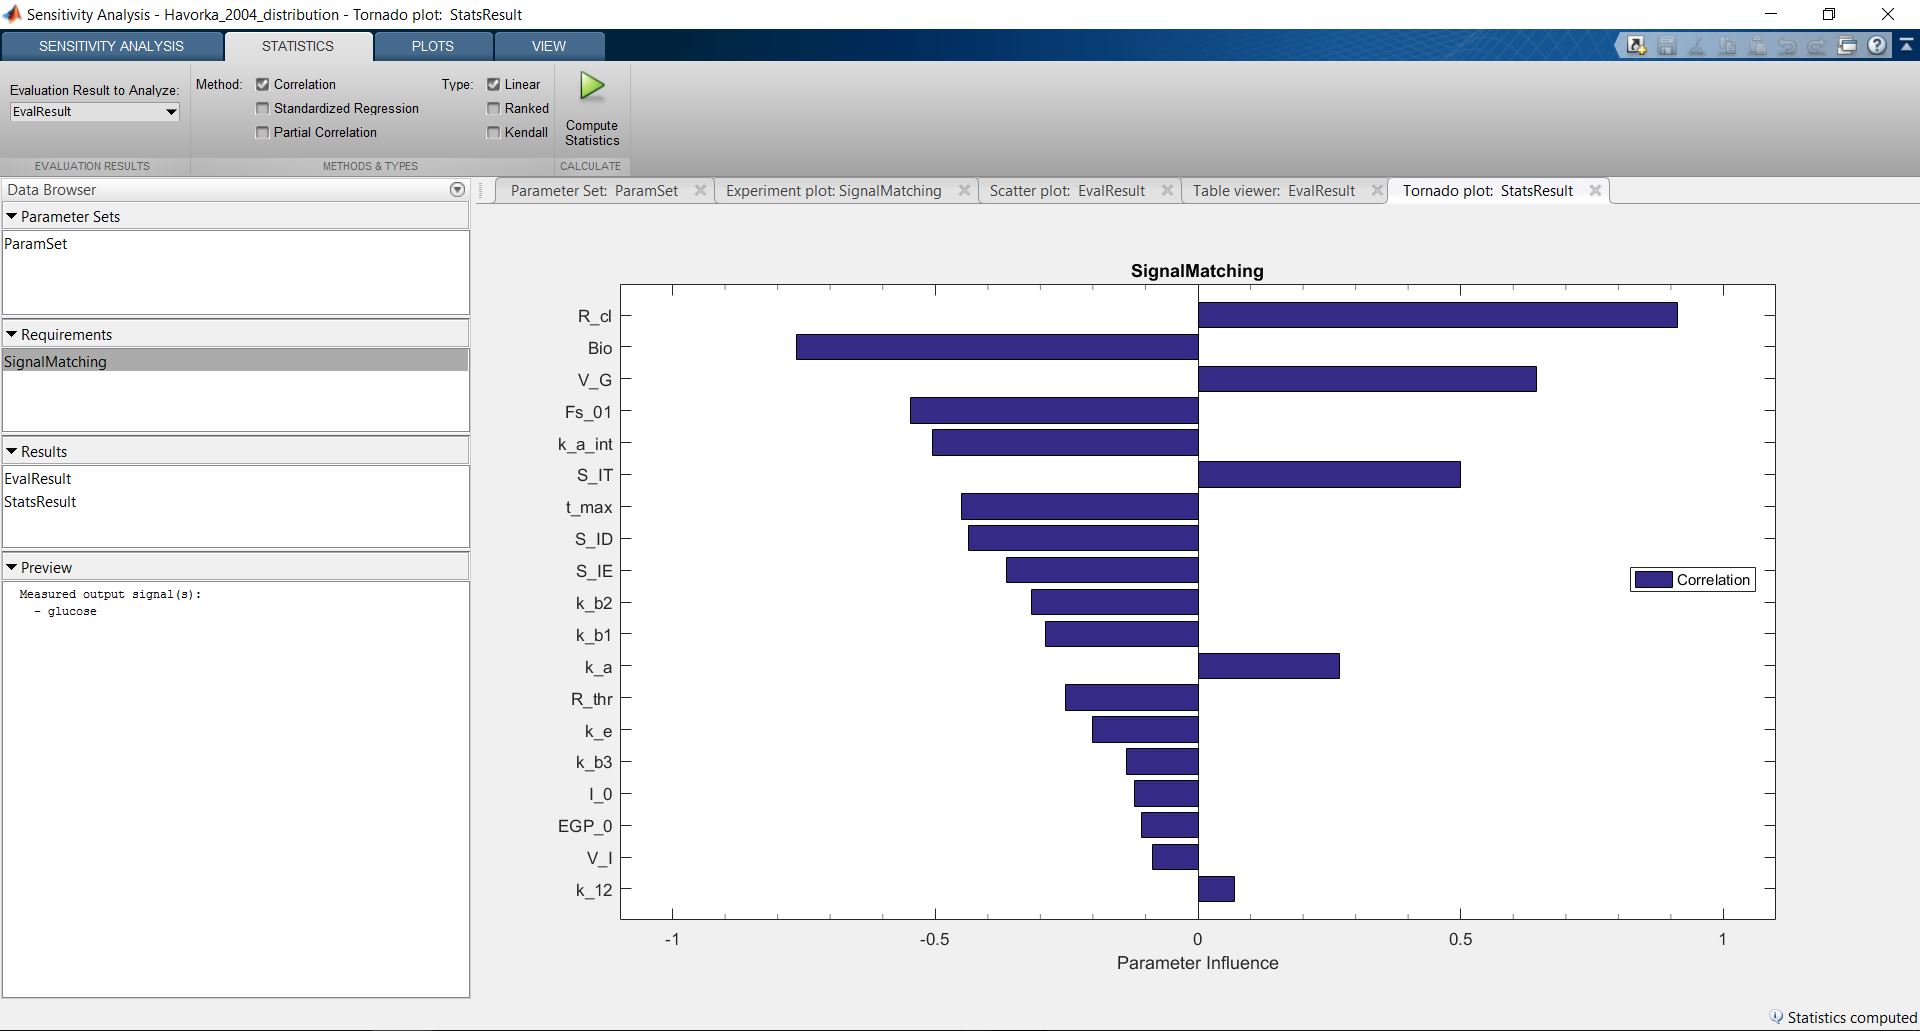 Sensitivity Analysis - Havorka_2004_distribution - Tornado plot: StatsResult
SENSITIVITY ANALYSIS
STATISTICS
PLOTS
VIEW
Evaluation Result to Analyze:
EvalResult
Method:
Correlation
Standardized Regression
Partial Correlation
Type:
Linear
Ranked
Kendall
Compute
Statistics
EVALUATION RESULTS
METHODS & TYPES
CALCULATE
Data Browser
Parameter Sets
ParamSet
Requirements
SignalMatching
Results
EvalResult
StatsResult
Preview
Measured output signal(s):
- glucose
Parameter Set: ParamSet
Experiment plot: SignalMatching
Scatter plot: EvalResult
Table viewer: EvalResult
Tornado plot: StatsResult
SignalMatching
R_cl
Bio
V_G
Fs_01
k_a_int
S_IT
t_max
S_ID
S_IE
k_b2
k_b1
k_a
R_thr
k_e
k_b3
I_0
EGP_0
V_I
k_12
Correlation
-1 -0.5 0 0.5 1
Parameter Influence
Statistics computed